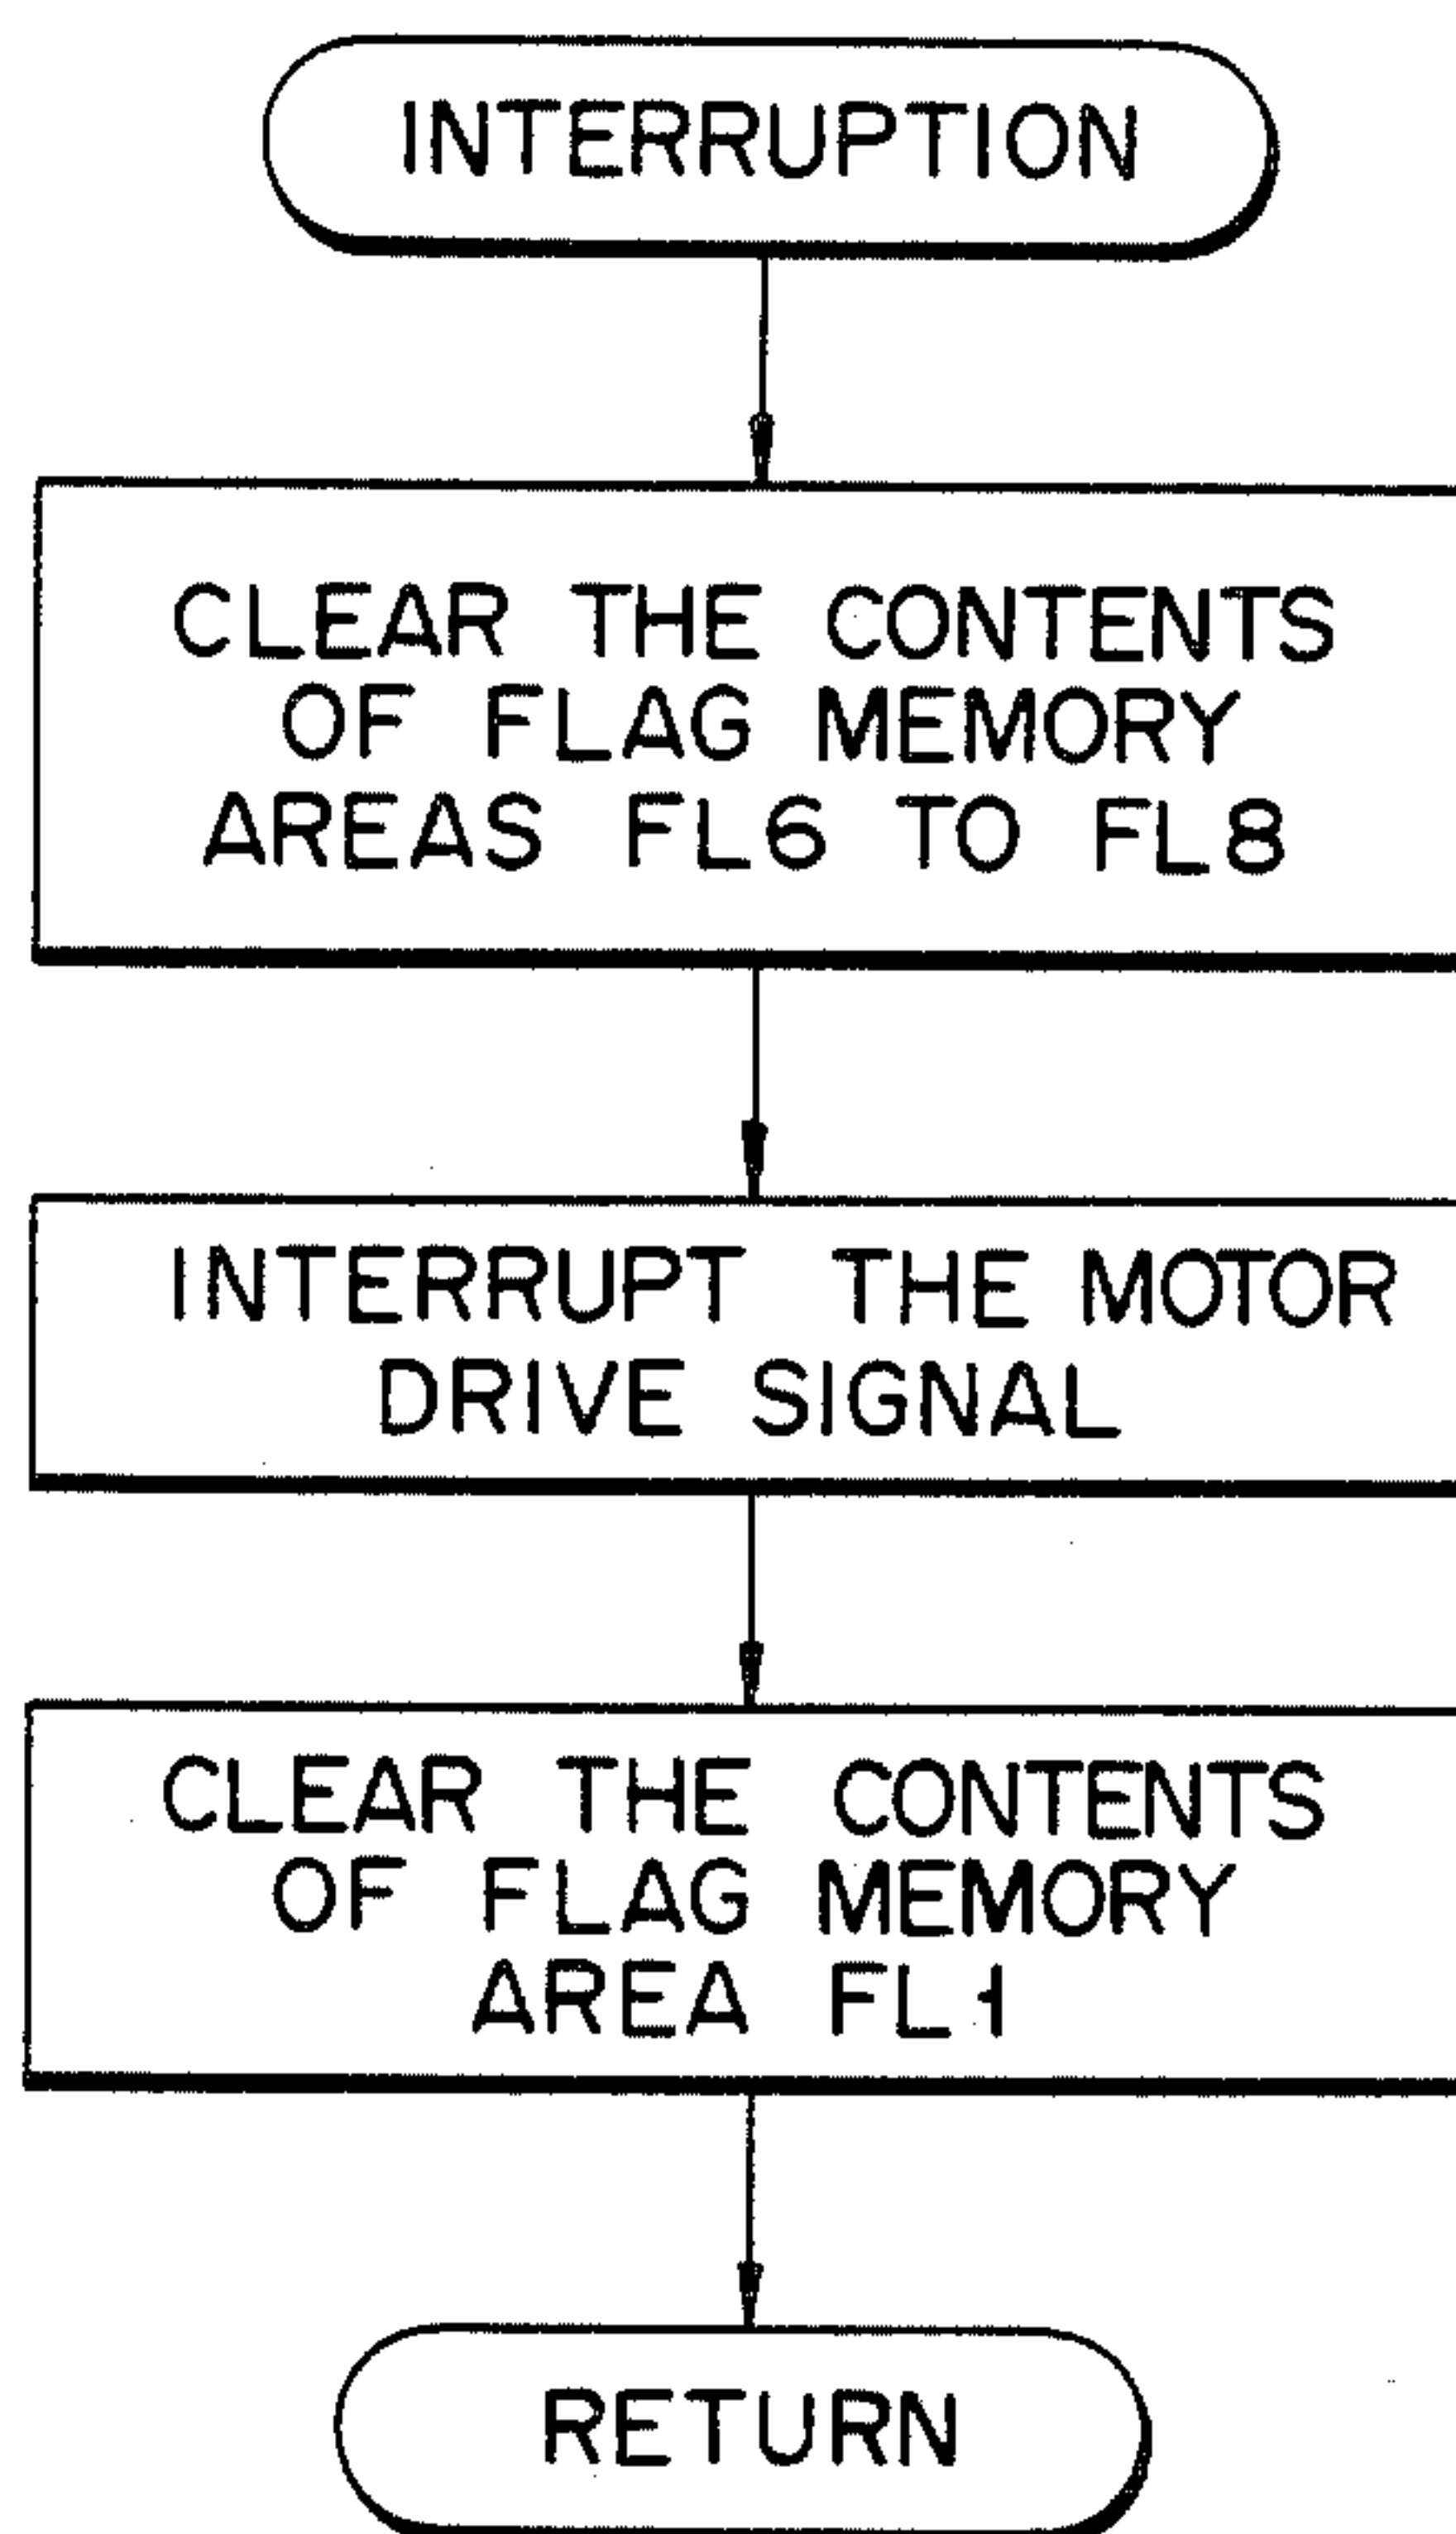 INTERRUPTION
CLEAR THE CONTENTS
OF FLAG MEMORY
AREAS FL6 TO FL8
INTERRUPT THE MOTOR
DRIVE SIGNAL
CLEAR THE CONTENTS
OF FLAG MEMORY
AREA FL1
RETURN